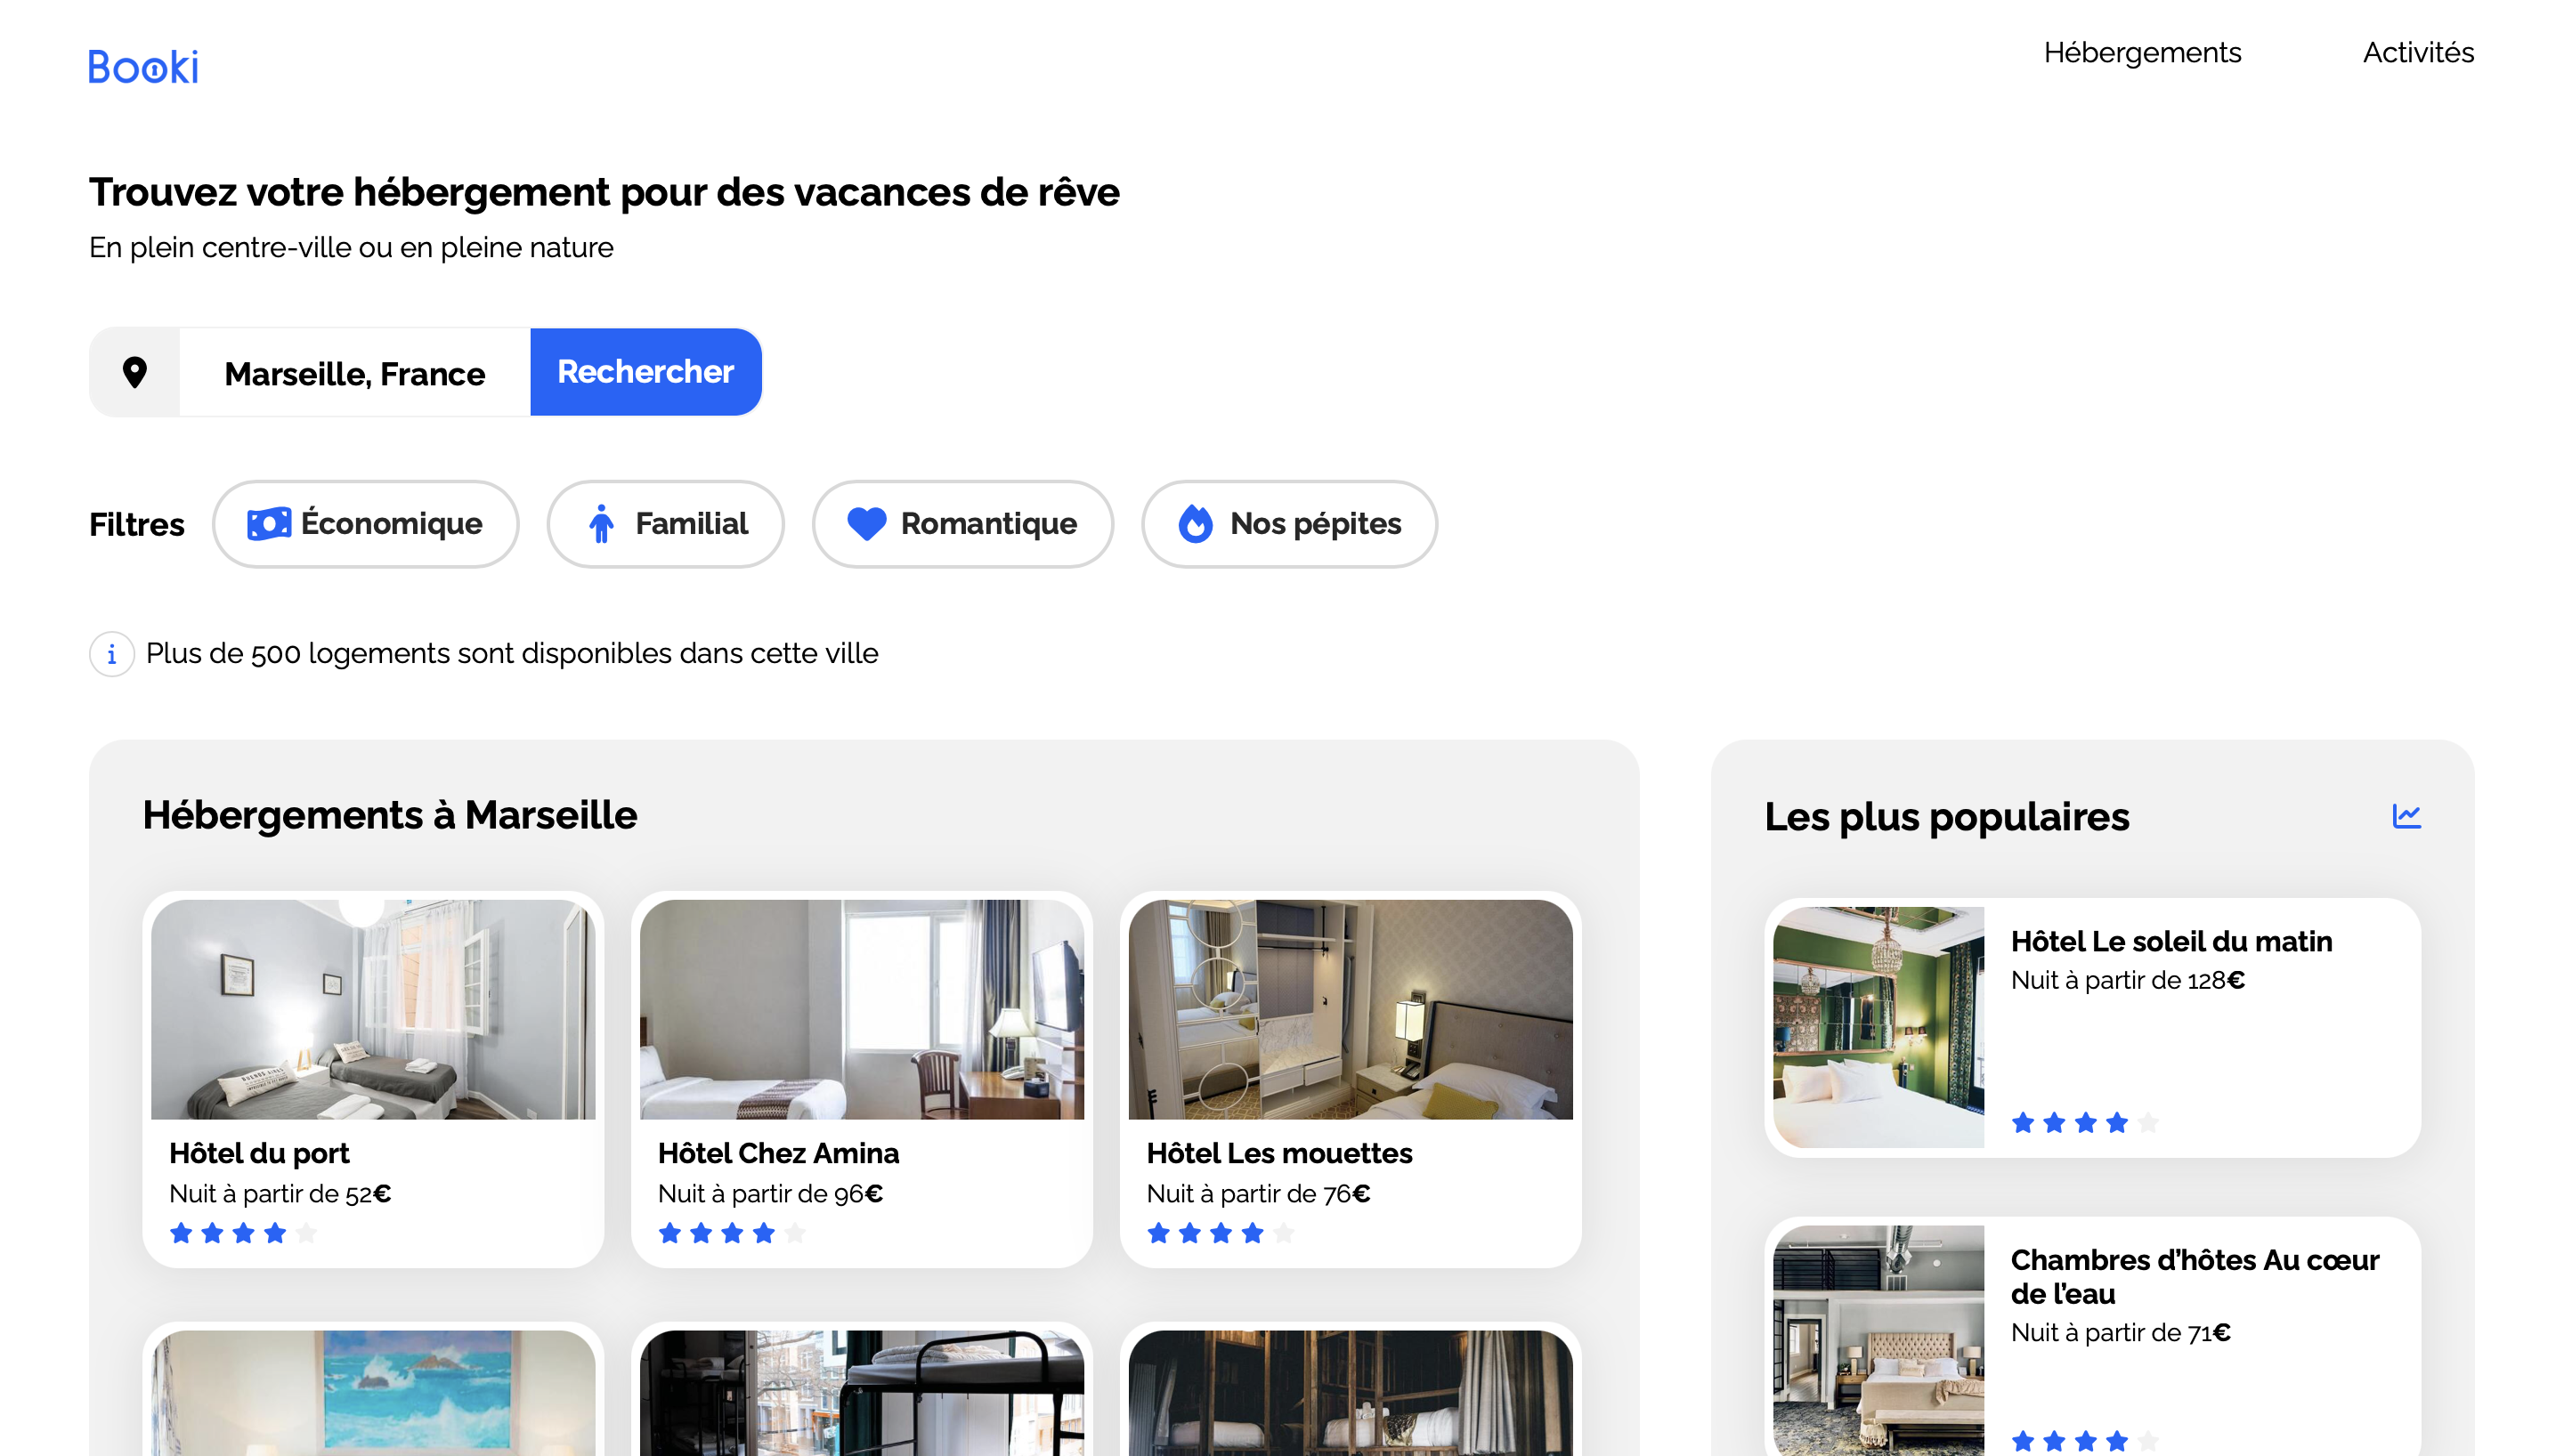 Booki
Hébergements
Activités
Trouvez votre hébergement pour des vacances de rêve
En plein centre-ville ou en pleine nature
Marseille, France
Rechercher
Filtres
Économique
Familial
Romantique
Nos pépites
Plus de 500 logements sont disponibles dans cette ville
Hébergements à Marseille
Hôtel du port
Nuit à partir de 52€
Hôtel Chez Amina
Nuit à partir de 96€
Hôtel Les mouettes
Nuit à partir de 76€
Les plus populaires
Hôtel Le soleil du matin
Nuit à partir de 128€
Chambres d’hôtes Au cœur
de l’eau
Nuit à partir de 71€